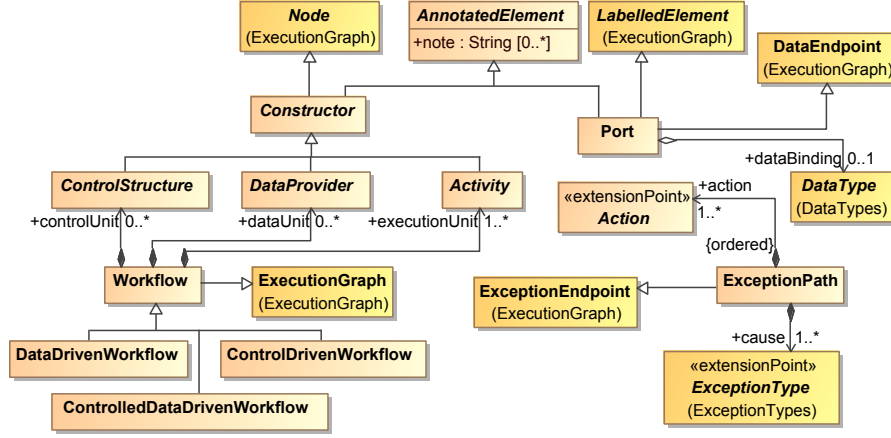 Node
(ExecutionGraph)
AnnotatedElement
+note : String [0..*]
LabelledElement
(ExecutionGraph)
DataEndpoint
(ExecutionGraph)
Constructor
Port
+dataBinding 0..1
ControlStructure
DataProvider
Activity
+controlUnit 0..*
+dataUnit 0..*
+executionUnit 1..*
«extensionPoint»
Action
+action
1..*
{ordered}
DataType
(DataTypes)
Workflow
ExecutionGraph
(ExecutionGraph)
ExceptionEndpoint
(ExecutionGraph)
ExceptionPath
DataDrivenWorkflow
ControlDrivenWorkflow
ControlledDataDrivenWorkflow
+cause 1..*
«extensionPoint»
ExceptionType
(ExceptionTypes)